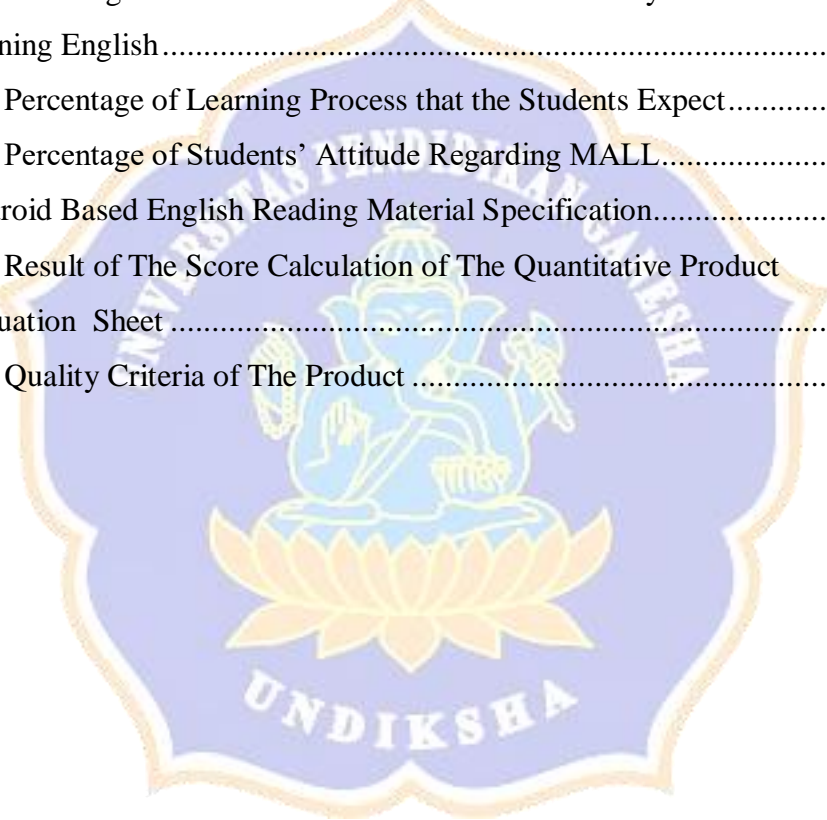 ning English..........
Percentage of Learning Process that the Students Expect..........
Percentage of Students’ Attitude Regarding MALL..........
roid Based English Reading Material Specification..........
Result of The Score Calculation of The Quantitative Product
uation Sheet ..........
Quality Criteria of The Product ..........
UNIVERSITAS PENDIDIKAN GANESHA
UNDIKSHA